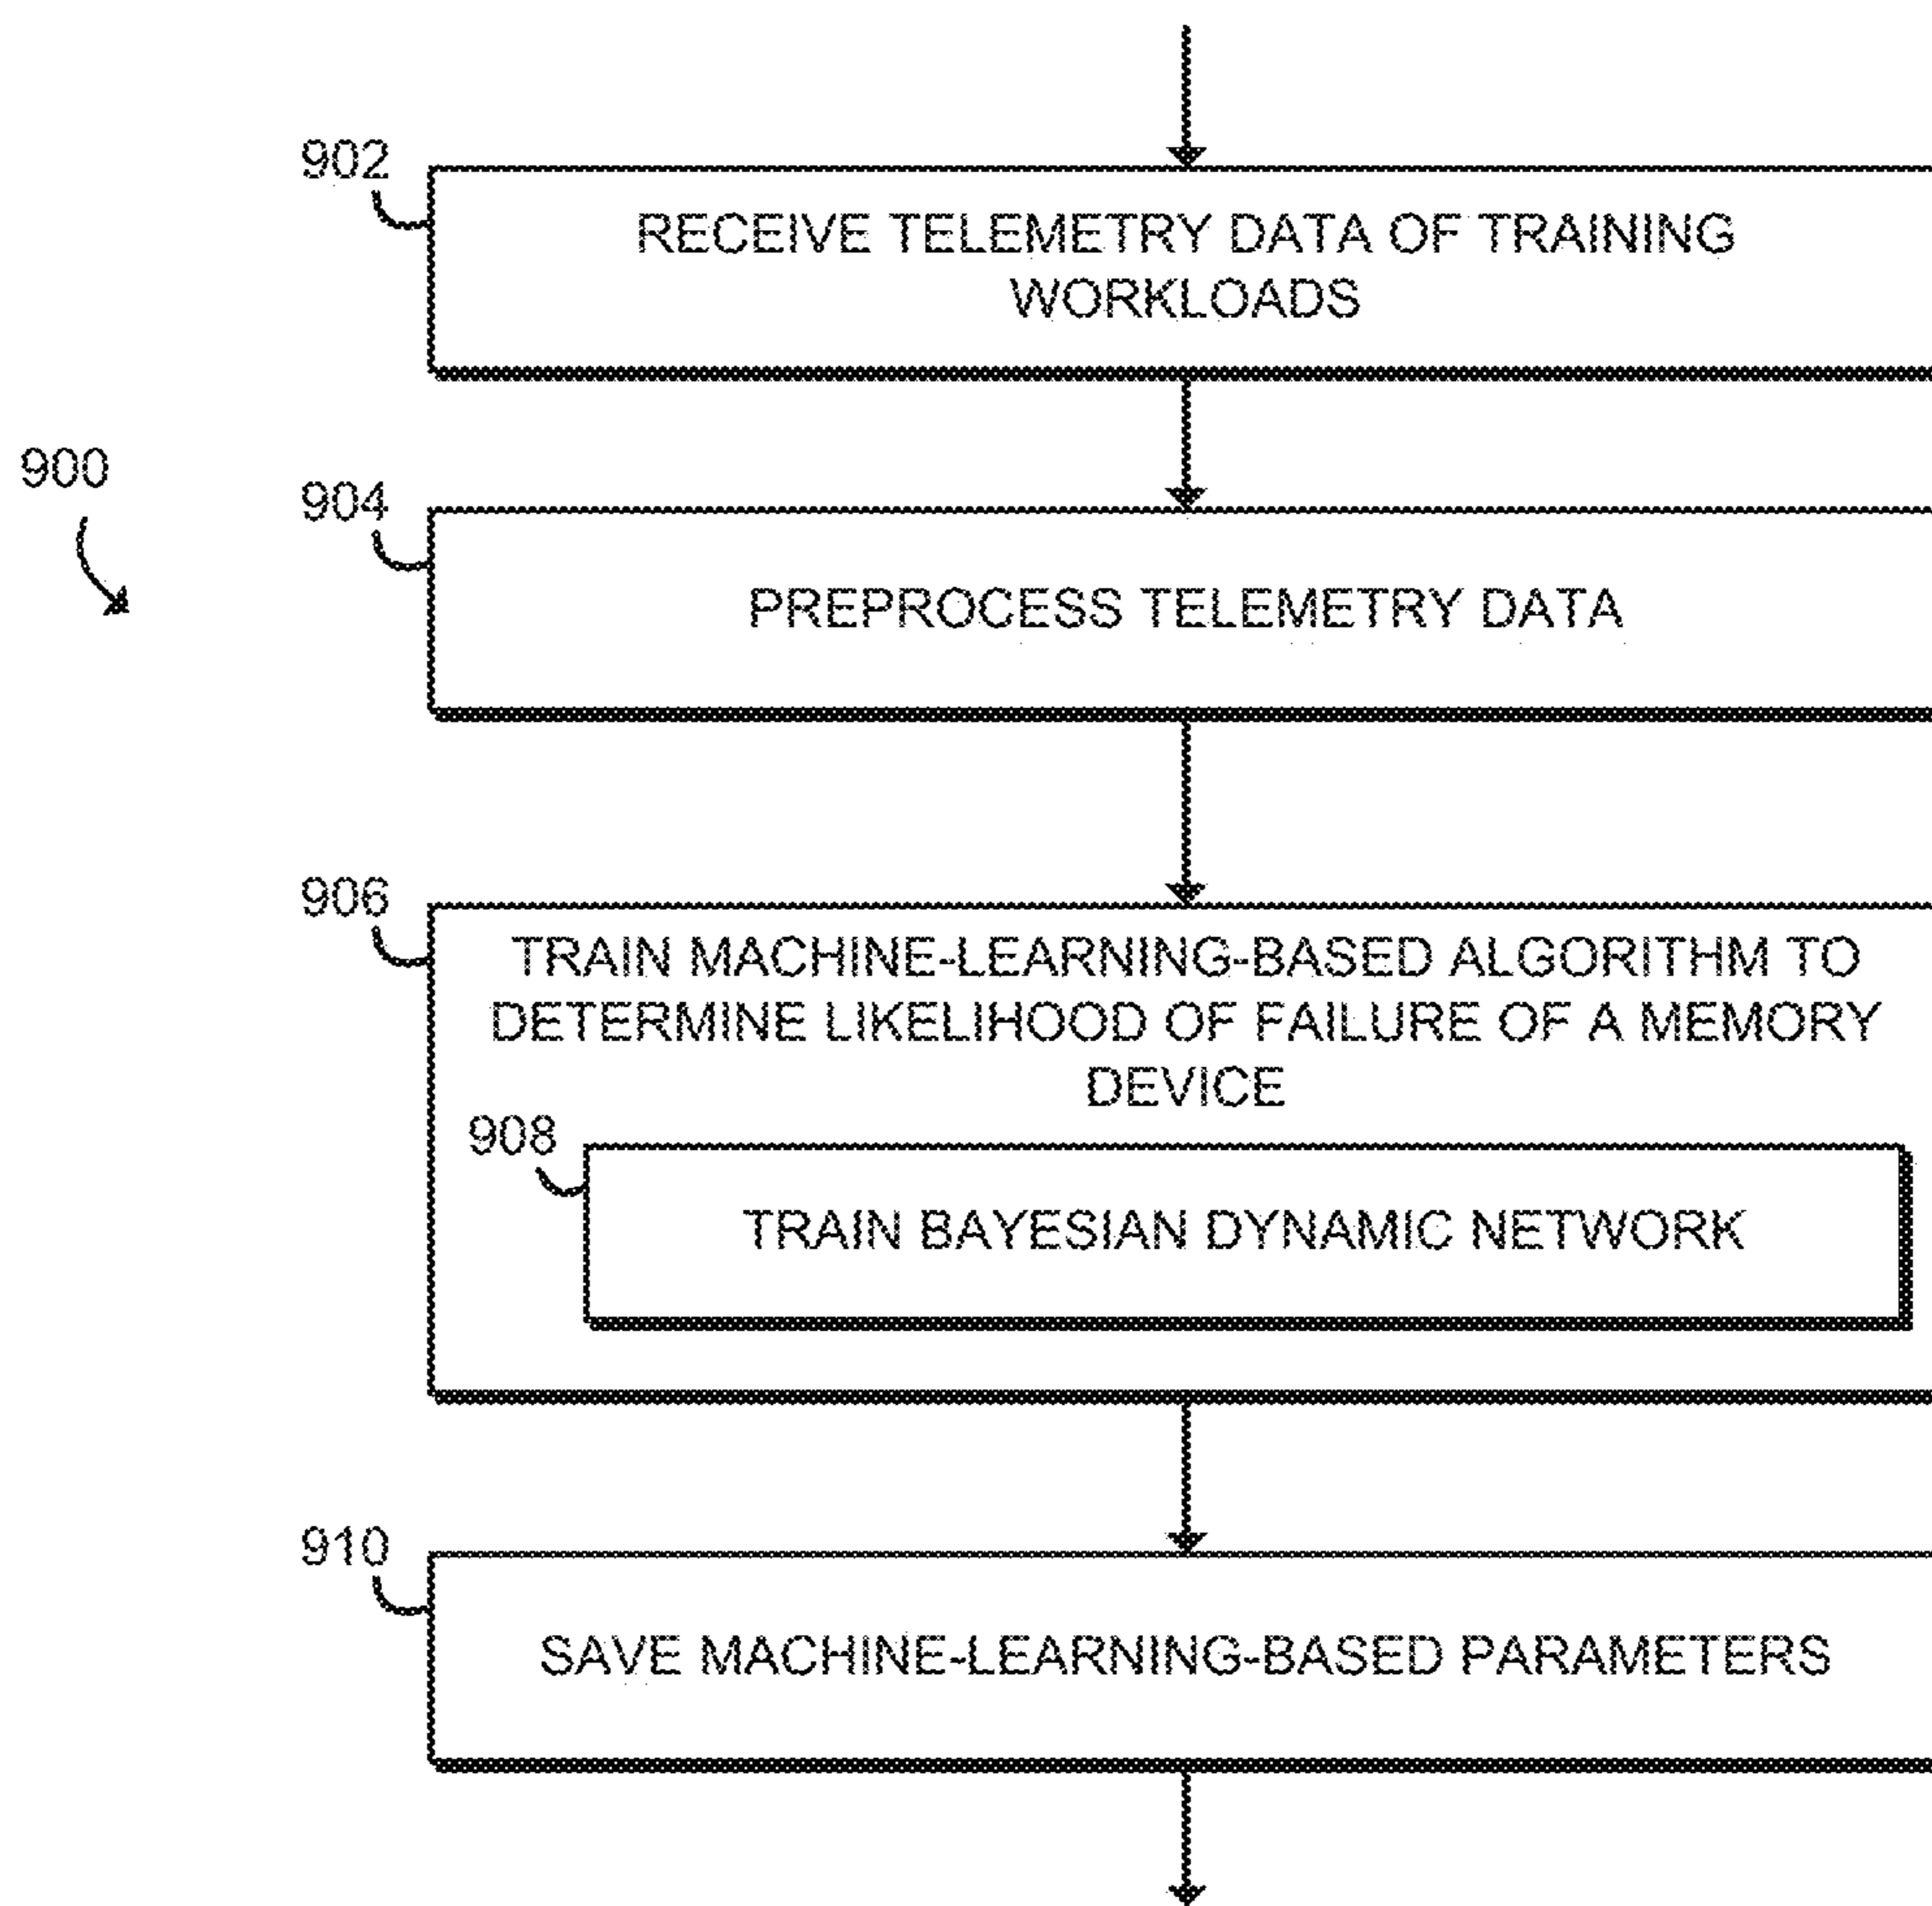 902
RECEIVE TELEMETRY DATA OF TRAINING
WORKLOADS
900
904
PREPROCESS TELEMETRY DATA
906
TRAIN MACHINE-LEARNING-BASED ALGORITHM TO
DETERMINE LIKELIHOOD OF FAILURE OF A MEMORY
DEVICE
908
TRAIN BAYESIAN DYNAMIC NETWORK
910
SAVE MACHINE-LEARNING-BASED PARAMETERS